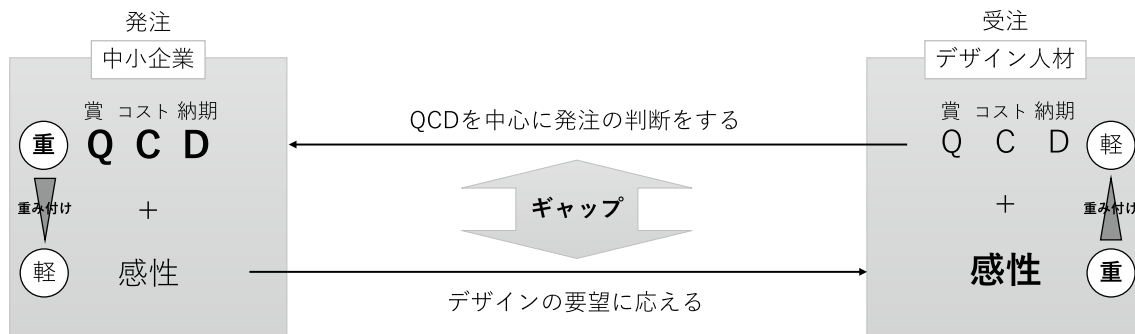 発注
中小企業
賞 コスト 納期
Q C D
重
重み付け
＋
軽
感性
QCDを中心に発注の判断をする
ギャップ
デザインの要望に応える
受注
デザイン人材
賞 コスト 納期
Q C D
軽
＋
重み付け
感性
重